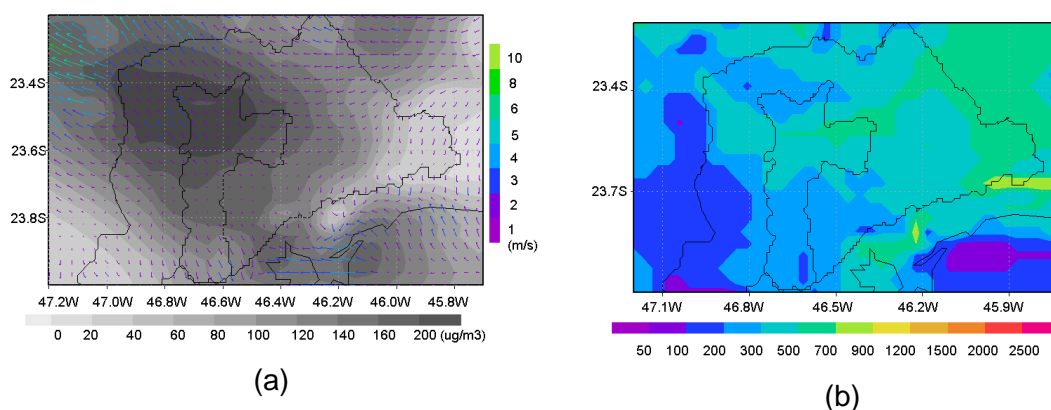 23.4S
23.6S
23.8S
47.2W 47.0W 46.8W 46.6W 46.4W 46.2W 46.0W 45.8W
10
8
6
5
4
3
2
1
(m/s)
0 20 40 60 80 100 120 140 160 200 (ug/m3)
(a)
23.4S
23.7S
47.1W 46.8W 46.5W 46.2W 45.9W
50 100 200 300 500 700 900 1200 1500 2000 2500
(b)